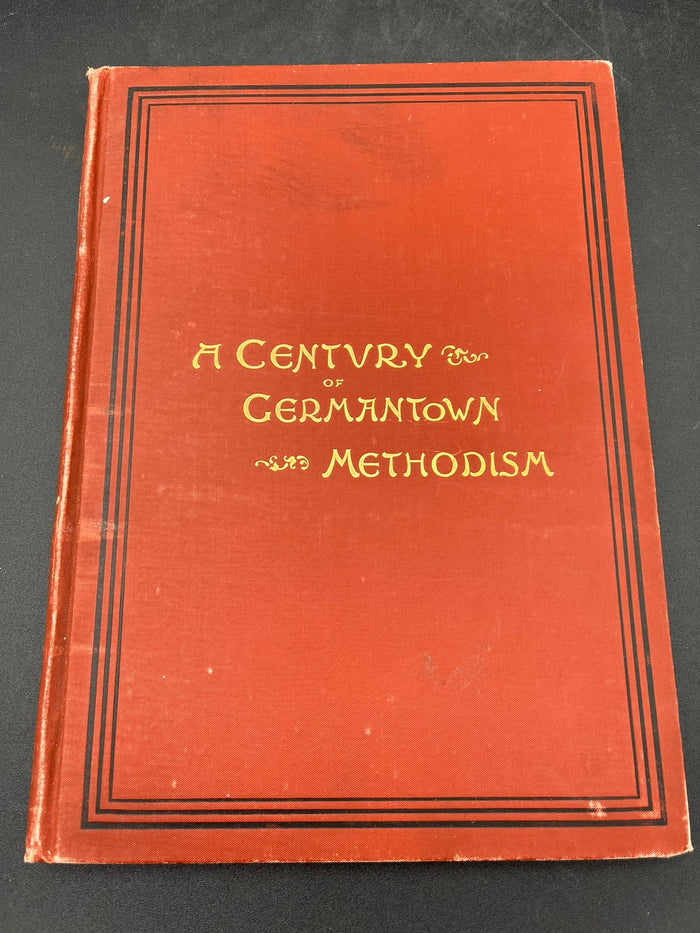 A CENTVRY
OF
GERMANTOWN
METHODISM